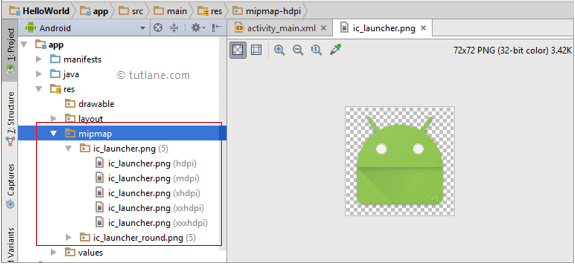 HelloWorld app src main res mipmap-hdpi
Android
activity_main.xml
ic_launcher.png
1: Project
7: Structure
Captures
Variants
app
manifests
java
© tutlane.com
res
drawable
layout
mipmap
ic_launcher.png (5)
ic_launcher.png (hdpi)
ic_launcher.png (mdpi)
ic_launcher.png (xhdpi)
ic_launcher.png (xxhdpi)
ic_launcher.png (xxxhdpi)
ic_launcher_round.png (5)
values
72x72 PNG (32-bit color) 3.42K